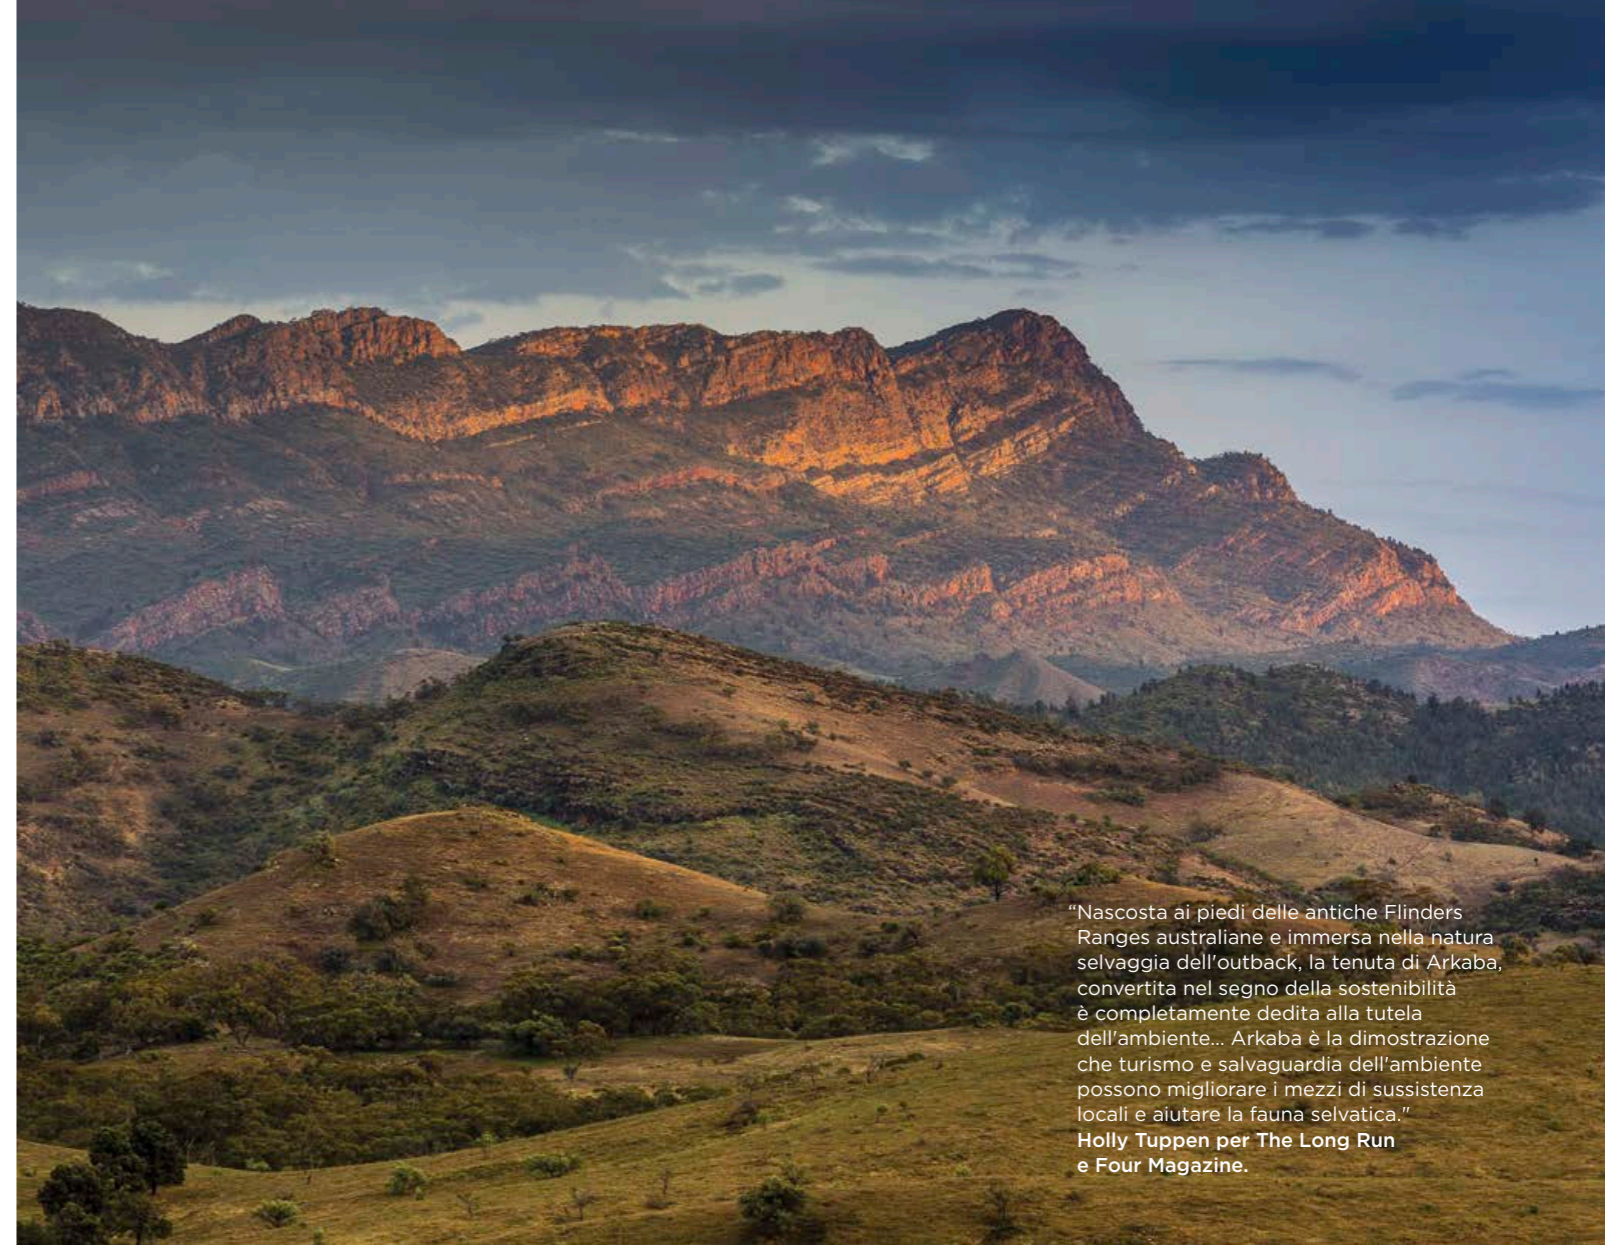 “Nascosta ai piedi delle antiche Flinders
Ranges australiane e immersa nella natura
selvaggia dell'outback, la tenuta di Arkaba,
convertita nel segno della sostenibilità
è completamente dedita alla tutela
dell'ambiente... Arkaba è la dimostrazione
che turismo e salvaguardia dell'ambiente
possono migliorare i mezzi di sussistenza
locali e aiutare la fauna selvatica."
Holly Tuppen per The Long Run
e Four Magazine.